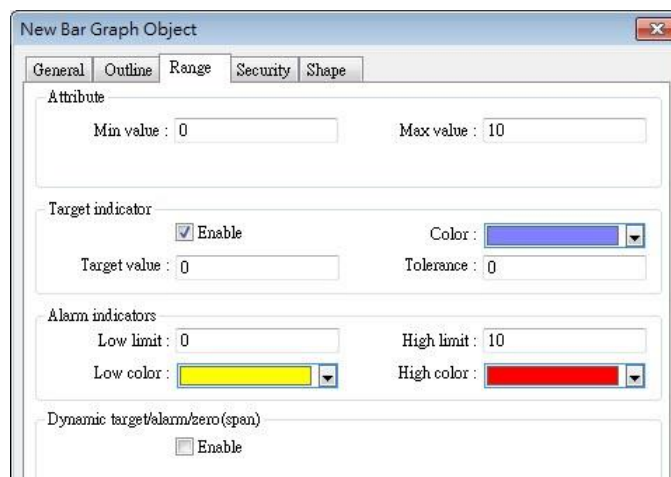 New Bar Graph Object
General Outline Range Security Shape
Attribute
Min value : 0 Max value : 10
Target indicator
Enable Color :
Target value : 0 Tolerance : 0
Alarm indicators
Low limit : 0 High limit : 10
Low color : High color :
Dynamic target/alarm/zero(span)
Enable